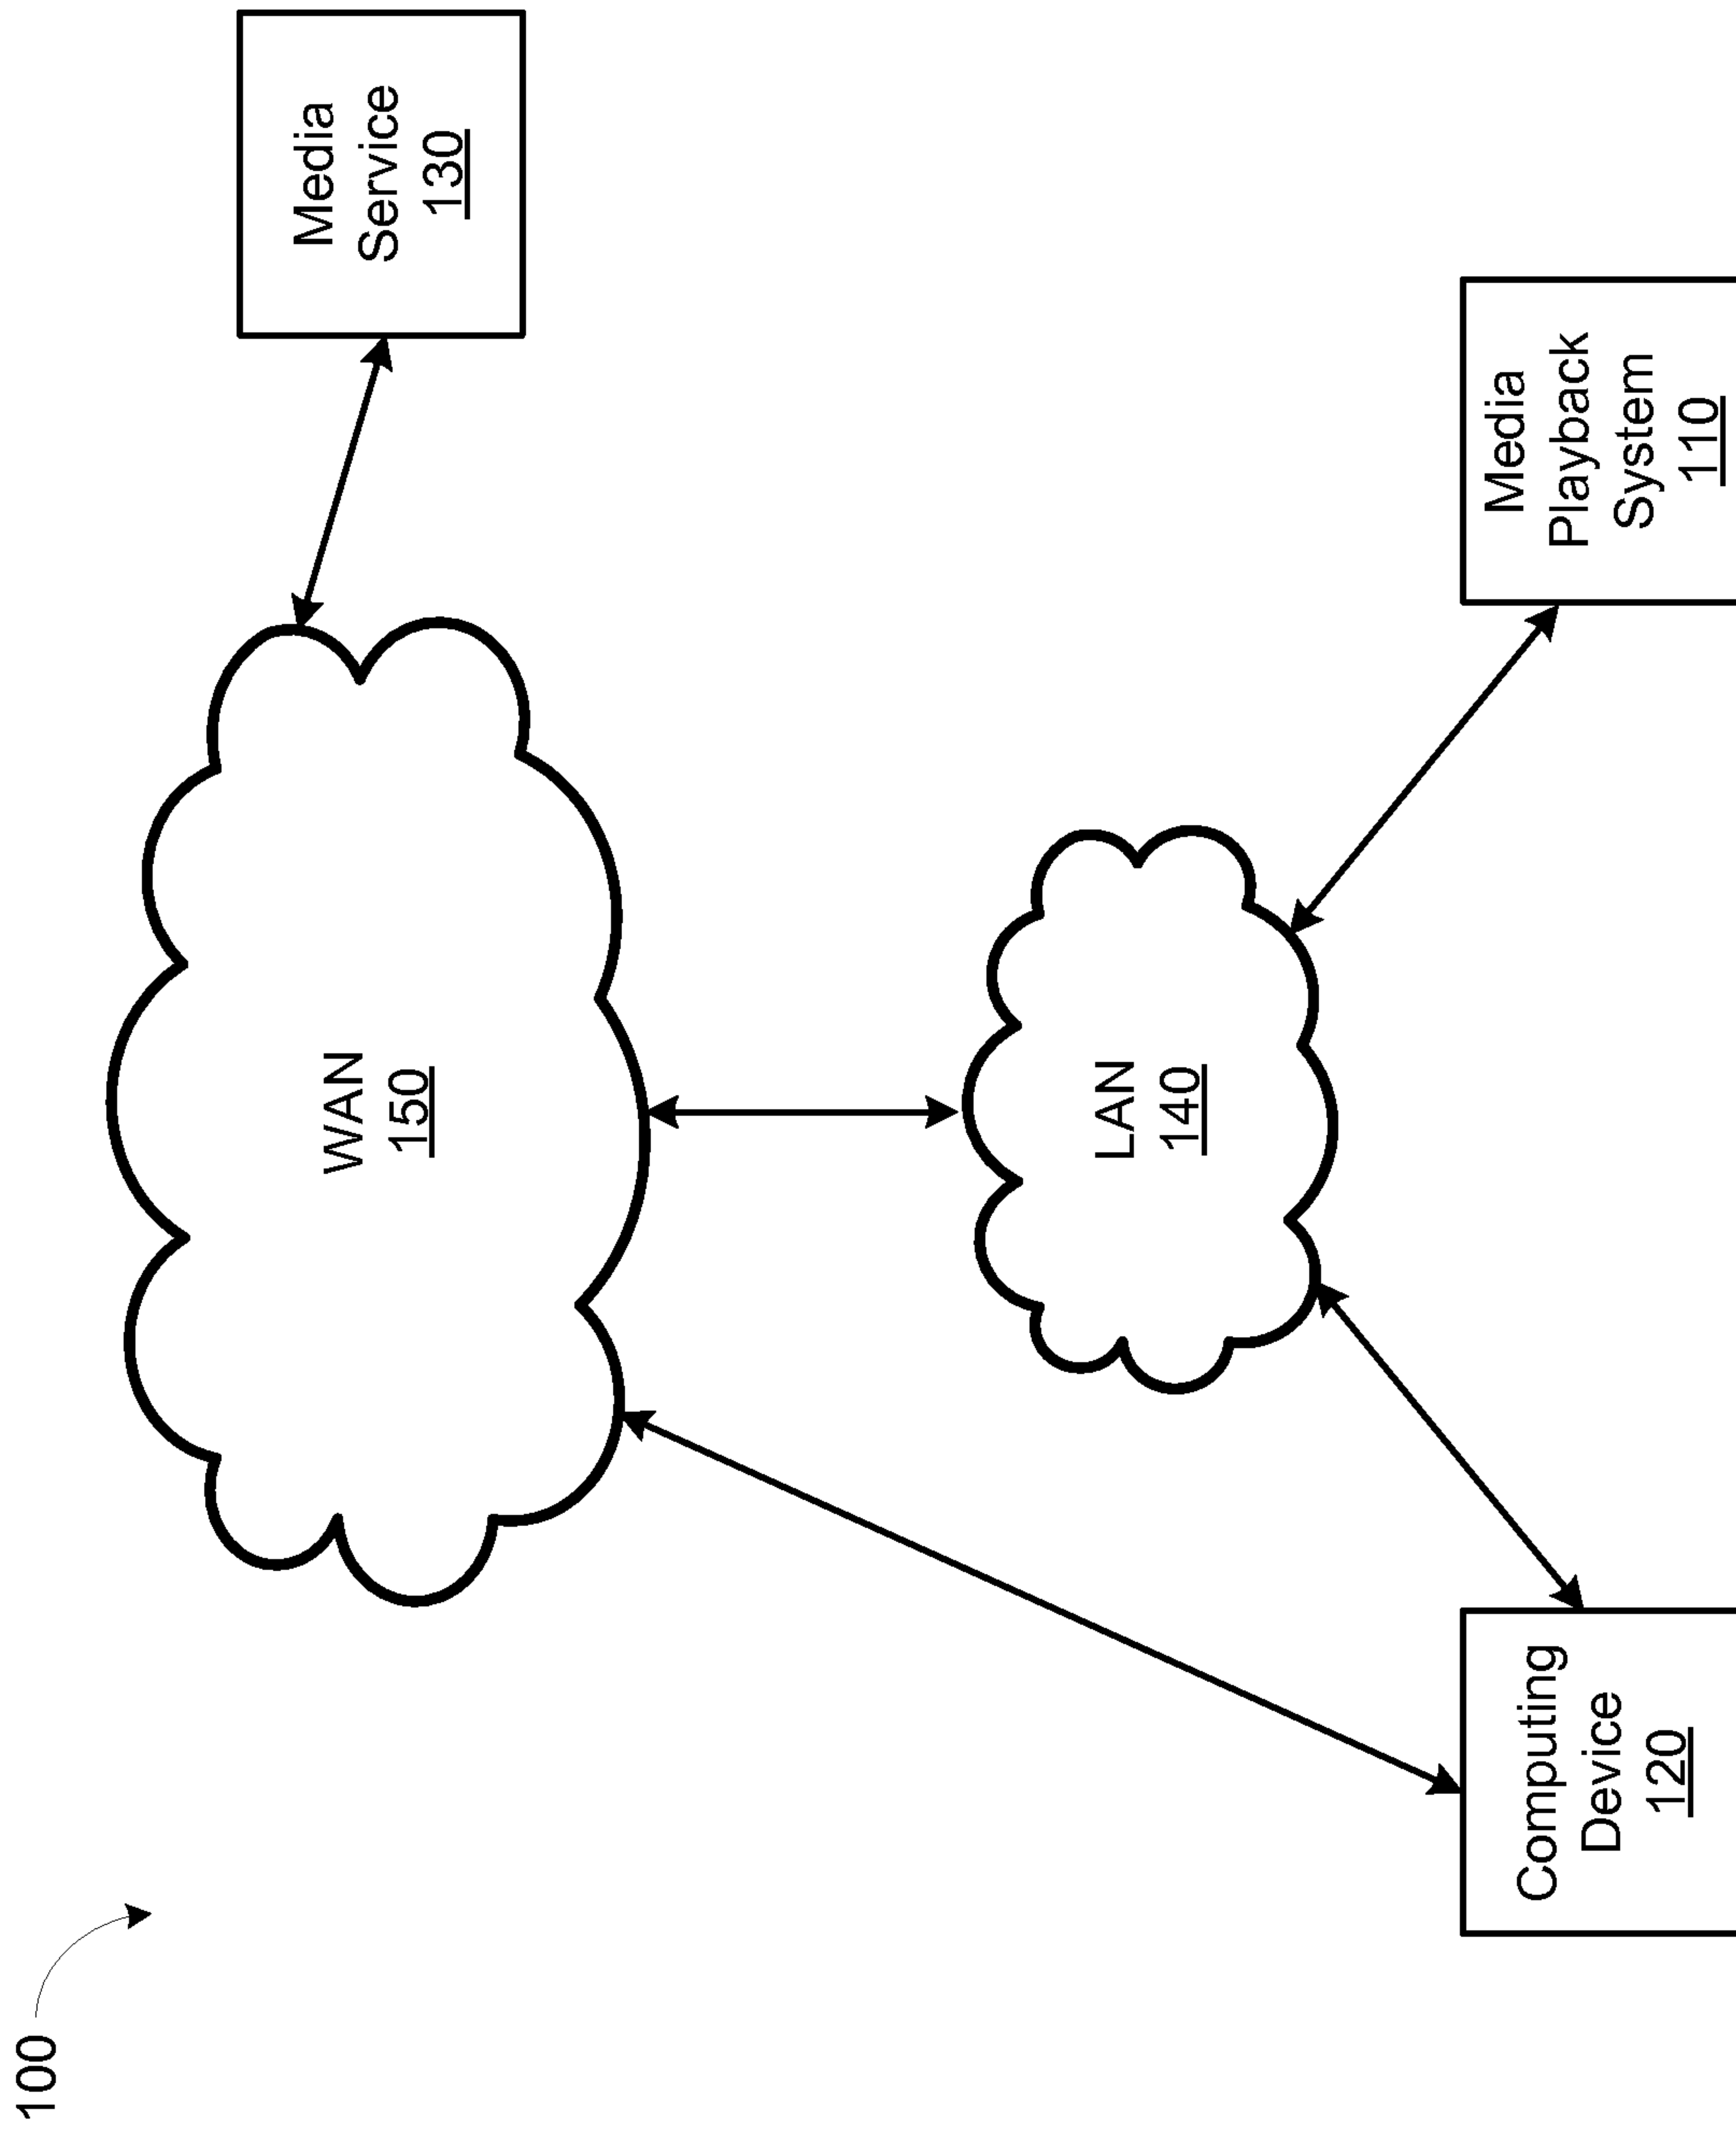 100
WAN
150
Media
Service
130
LAN
140
Computing
Device
120
Media
Playback
System
110